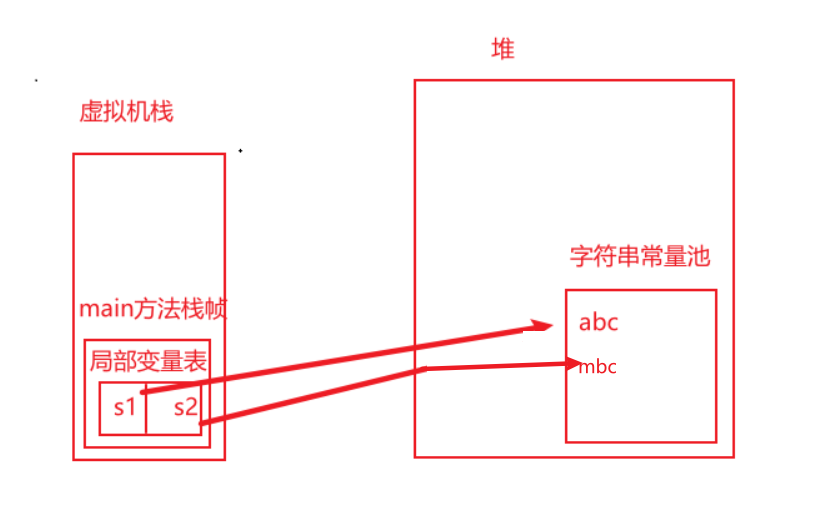 堆
虚拟机栈
字符串常量池
main方法栈帧
abc
局部变量表
mbc
s1 s2